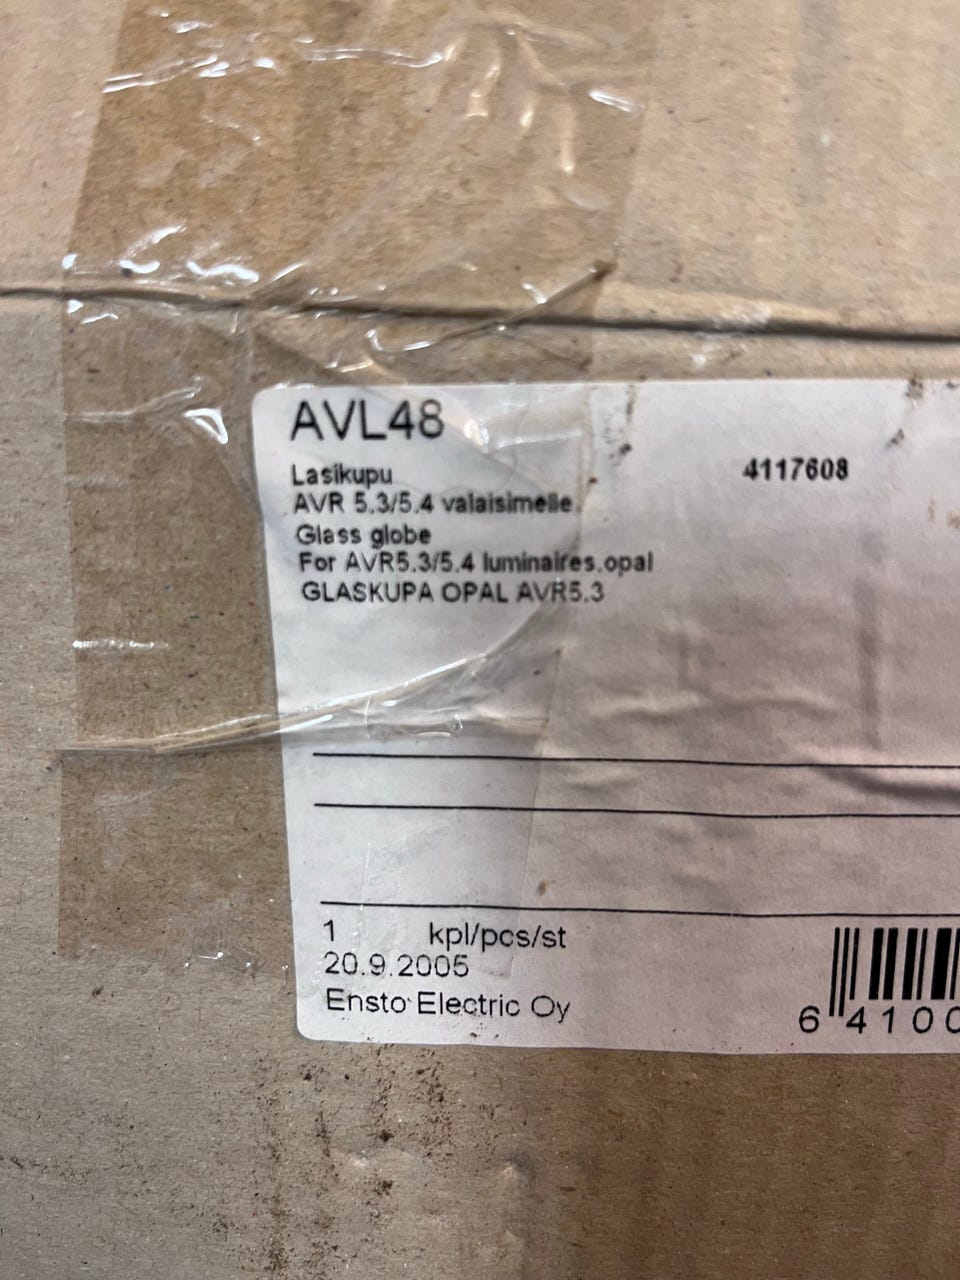 AVL48
Lasikupu
4117608
AVR 5.3/5.4 valaisimelle
Glass globe
For AVR5.3/5.4 luminaires,opal
GLASKUPA OPAL AVR5.3
1 kpl/pcs/st
20.9.2005
Ensto Electric Oy
6 4100